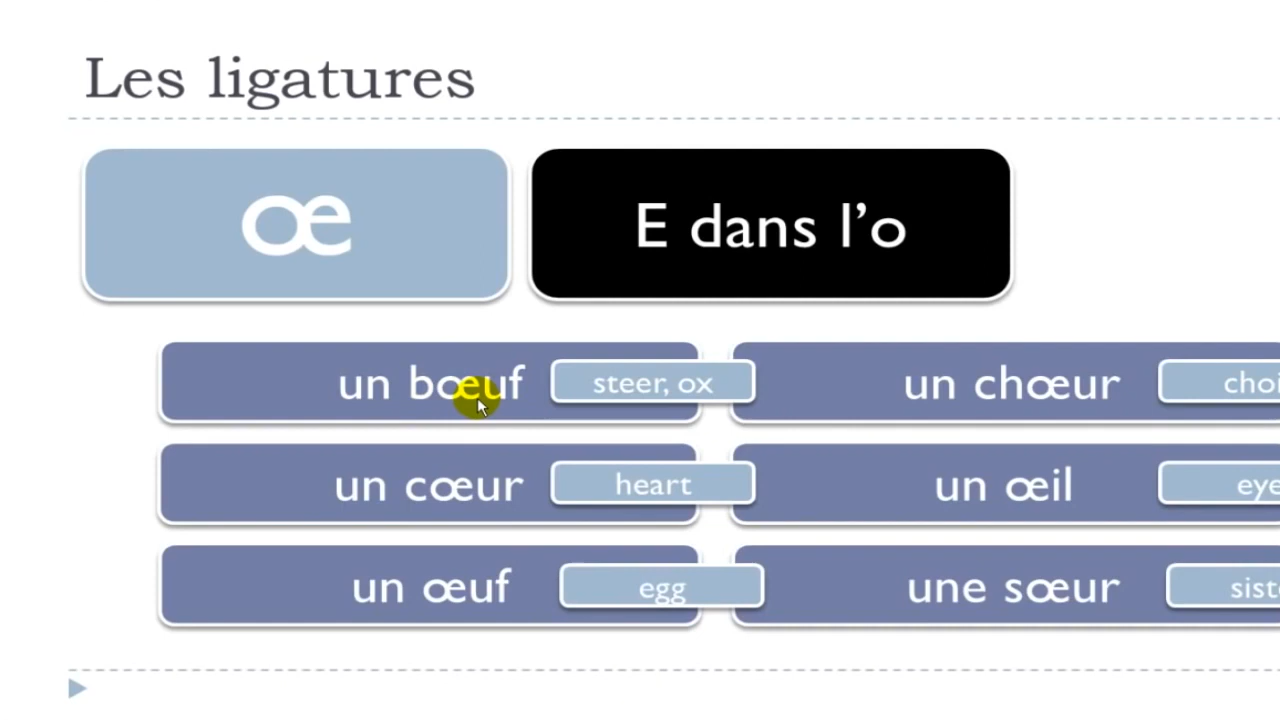 Les ligatures
œ
E dans l’o
un bœuf steer, ox un chœur
un cœur heart un œil eye
un œuf egg une sœur